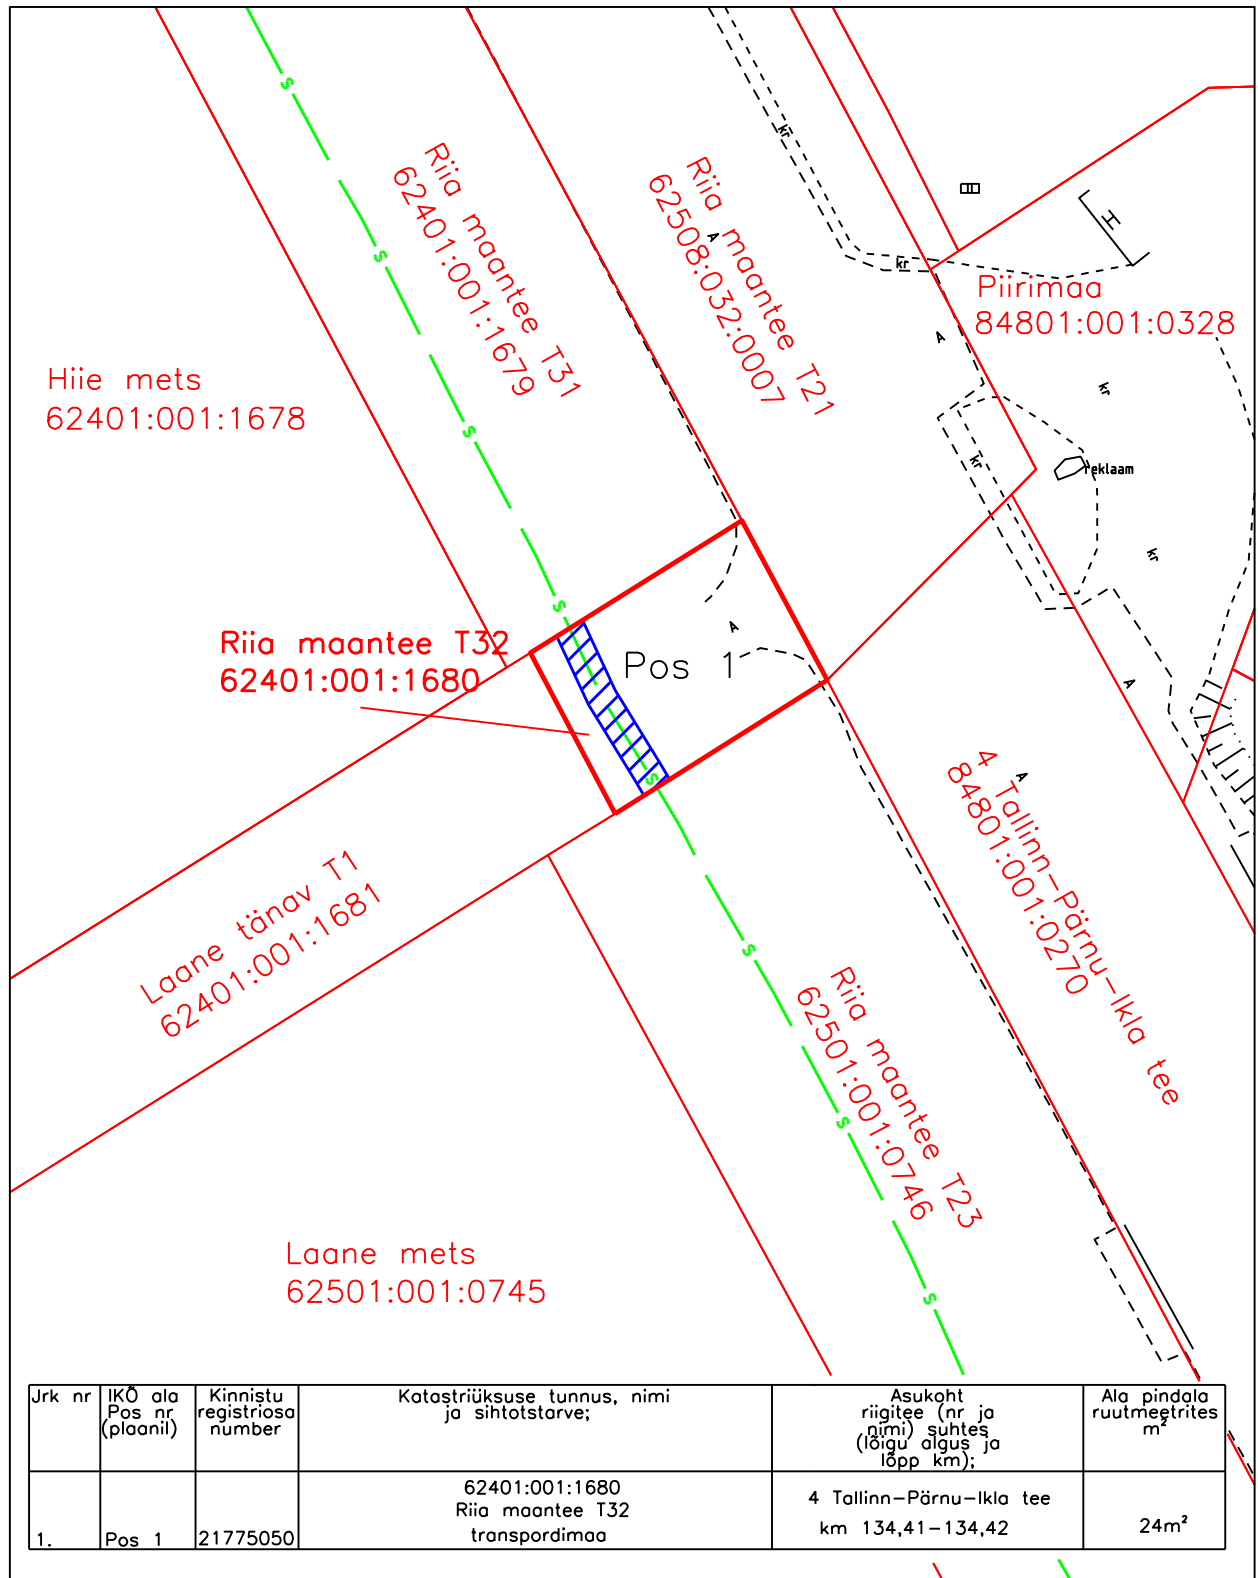 Riia maantee T31
62401:001:1679
Riia maantee T21
62508:032:0007
A
kr
kr
H
Piirimaa
84801:001:0328
A
Hiie mets
62401:001:1678
kr
kr
reklaam
kr
S
S
S
S
Riia maantee T32
62401:001:1680
Pos 1
A
A
S
4 Tallinn-Pärnu-Ikla tee
84801:001:0270
A
Laane tänav T1
62401:001:1681
S
Riia maantee T23
62501:001:0746
S
S
Laane mets
62501:001:0745
Jrk nr
IKÕ ala
Pos nr
(plaanil)
Kinnistu
registriosa
number
Katastriüksuse tunnus, nimi
ja sihtotstarve;
Asukoht
riigitee (nr ja
nimi) suhtes
(lõigu algus ja
lõpp km);
Ala pindala
ruutmeetrites
m²
1.
Pos 1
21775050
62401:001:1680
Riia maantee T32
transpordimaa
4 Tallinn-Pärnu-Ikla tee
km 134,41-134,42
24m²